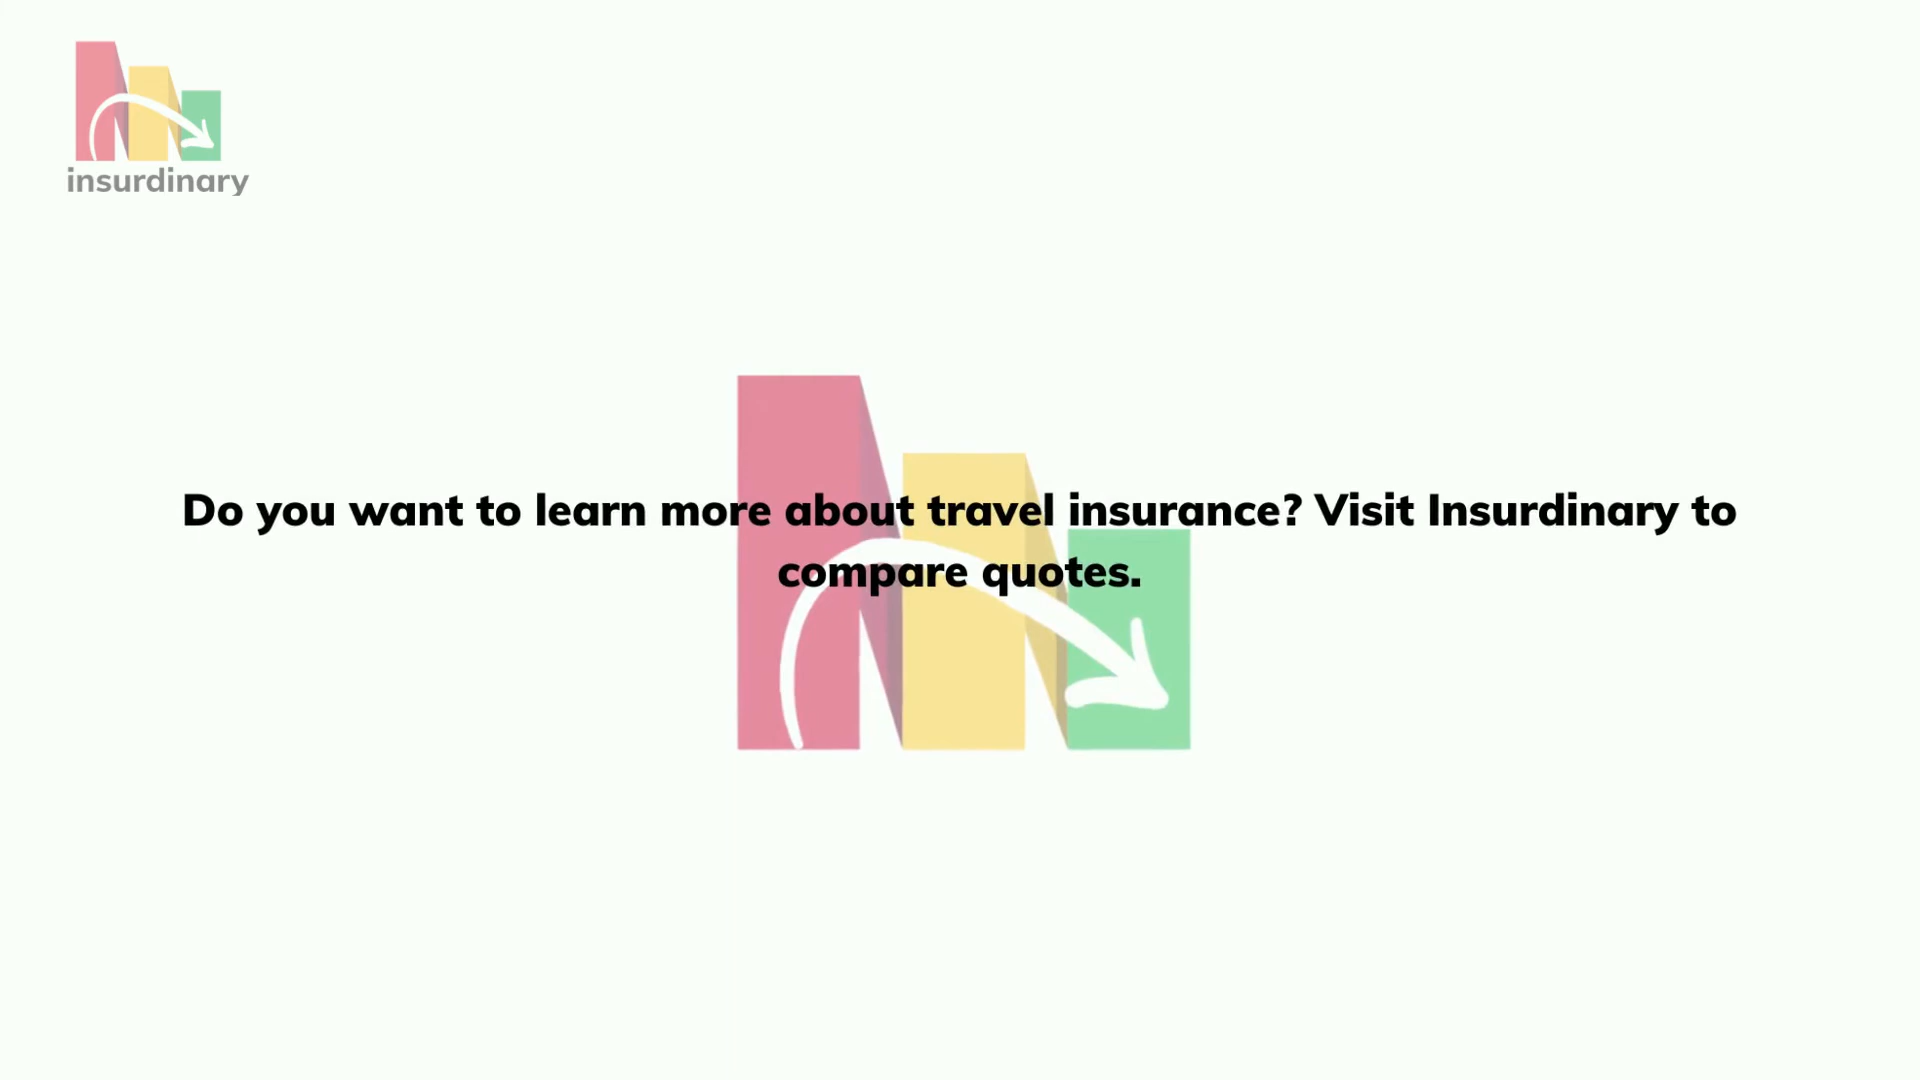 insurdinary
Do you want to learn more about travel insurance? Visit Insurdinary to
compare quotes.